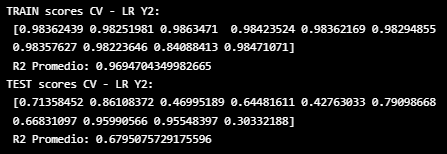 TRAIN scores CV - LR Y2:
[0.98362439 0.98251981 0.9863471  0.98423524 0.98362169 0.98294855
0.98357627 0.98223646 0.84088413 0.98471071]
R2 Promedio: 0.9694704349982665
TEST scores CV - LR Y2:
[0.71358452 0.86108372 0.46995189 0.64481611 0.42763033 0.79098668
0.66831097 0.95990566 0.95548397 0.30332188]
R2 Promedio: 0.6795075729175596